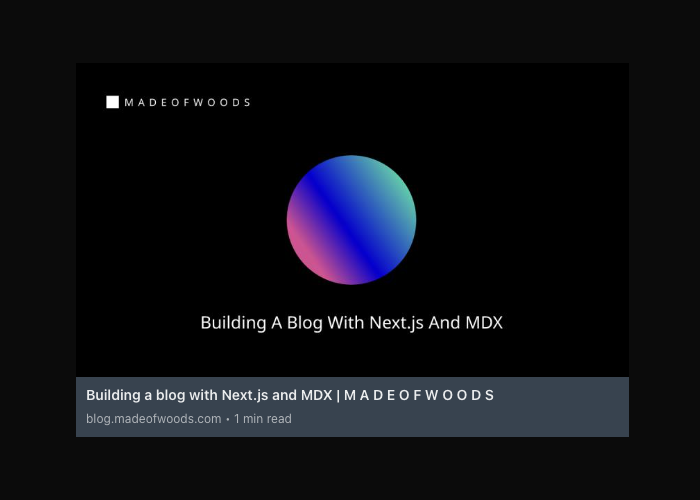 M A D E O F W O O D S
Building A Blog With Next.js And MDX
Building a blog with Next.js and MDX | M A D E O F W O O D S
blog.madeofwoods.com • 1 min read